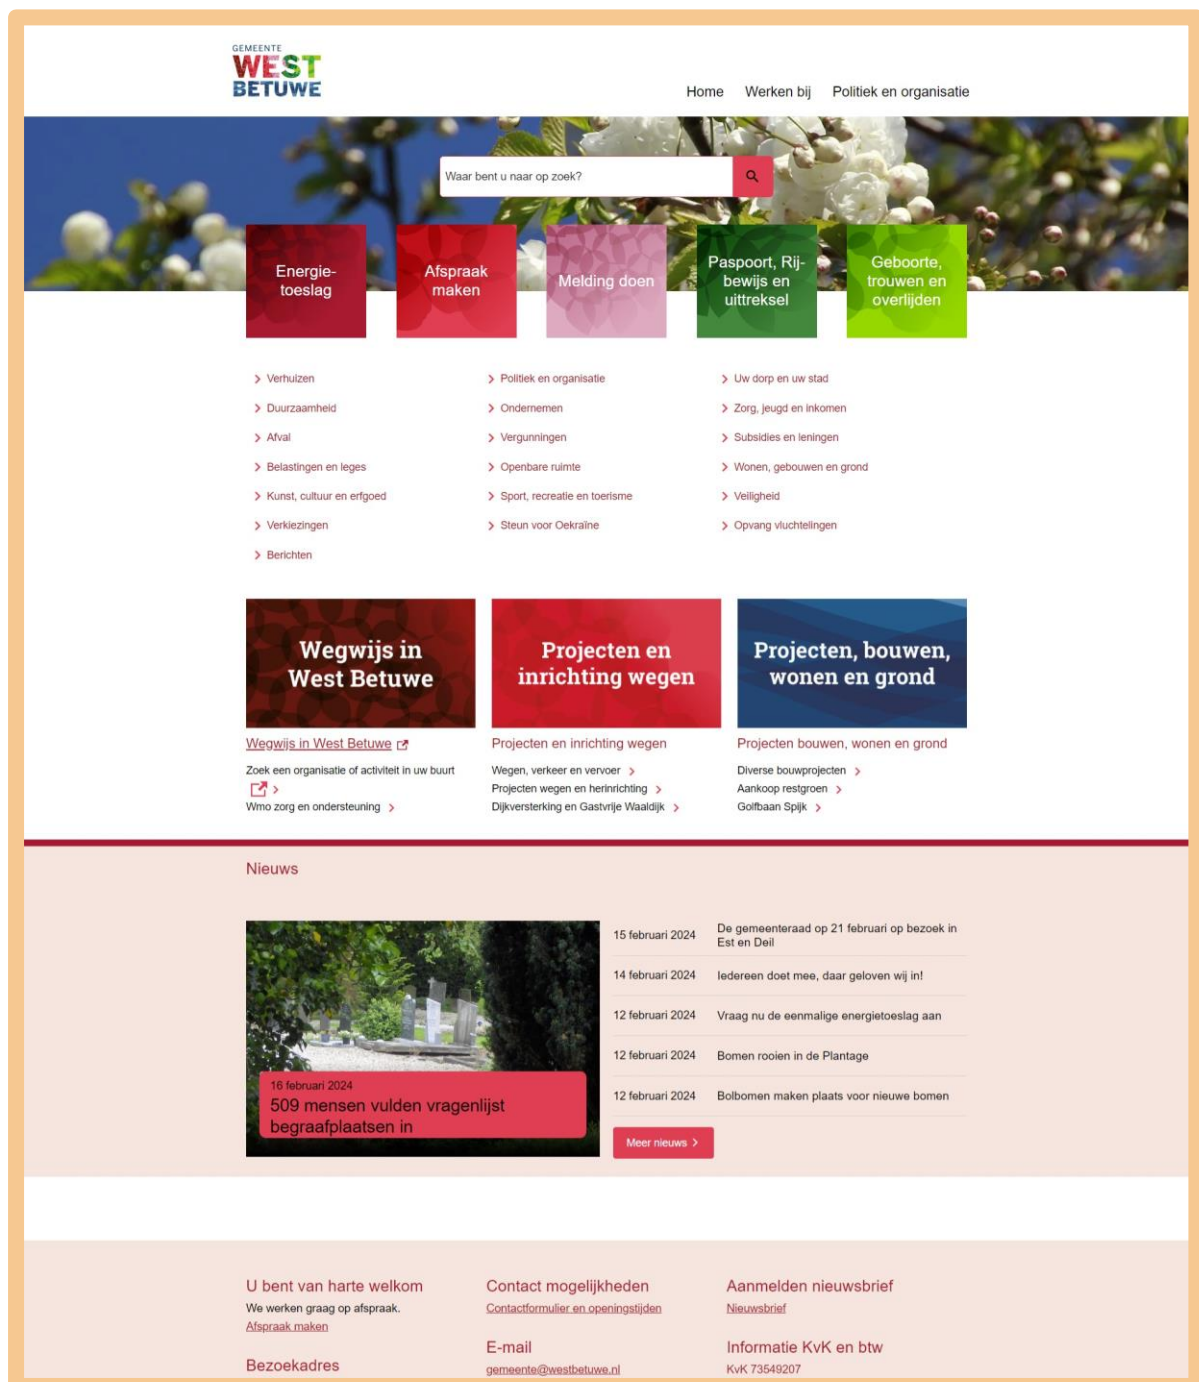 GEMEENTE
WEST
BETUWE
Home Werken bij Politiek en organisatie
Waar bent u naar op zoek?
Energie-
toeslag
Afspraak
maken
Melding doen
Paspoort, Rij-
bewijs en
uittreksel
Geboorte,
trouwen en
overlijden
Verhuizen
Duurzaamheid
Afval
Belastingen en leges
Kunst, cultuur en erfgoed
Verkiezingen
Berichten
Politiek en organisatie
Ondernemen
Vergunningen
Openbare ruimte
Sport, recreatie en toerisme
Steun voor Oekraïne
Uw dorp en uw stad
Zorg, jeugd en inkomen
Subsidies en leningen
Wonen, gebouwen en grond
Veiligheid
Opvang vluchtelingen
Wegwijs in
West Betuwe
Wegwijs in West Betuwe
Zoek een organisatie of activiteit in uw buurt
Wmo zorg en ondersteuning
Projecten en
inrichting wegen
Projecten en inrichting wegen
Wegen, verkeer en vervoer
Projecten wegen en herinrichting
Dijkversterking en Gastvrije Waaldijk
Projecten, bouwen,
wonen en grond
Projecten bouwen, wonen en grond
Diverse bouwprojecten
Aankoop restgroen
Golfbaan Spijk
Nieuws
16 februari 2024
509 mensen vulden vragenlijst
begraafplaatsen in
15 februari 2024 De gemeenteraad op 21 februari op bezoek in
Est en Deil
14 februari 2024 Iedereen doet mee, daar geloven wij in!
12 februari 2024 Vraag nu de eenmalige energietoeslag aan
12 februari 2024 Bomen rooien in de Plantage
12 februari 2024 Bolbomen maken plaats voor nieuwe bomen
Meer nieuws
U bent van harte welkom
We werken graag op afspraak.
Afspraak maken
Bezoekadres
Contact mogelijkheden
Contactformulier en openingstijden
E-mail
gemeente@westbetuwe.nl
Aanmelden nieuwsbrief
Nieuwsbrief
Informatie KvK en btw
KvK 73549207